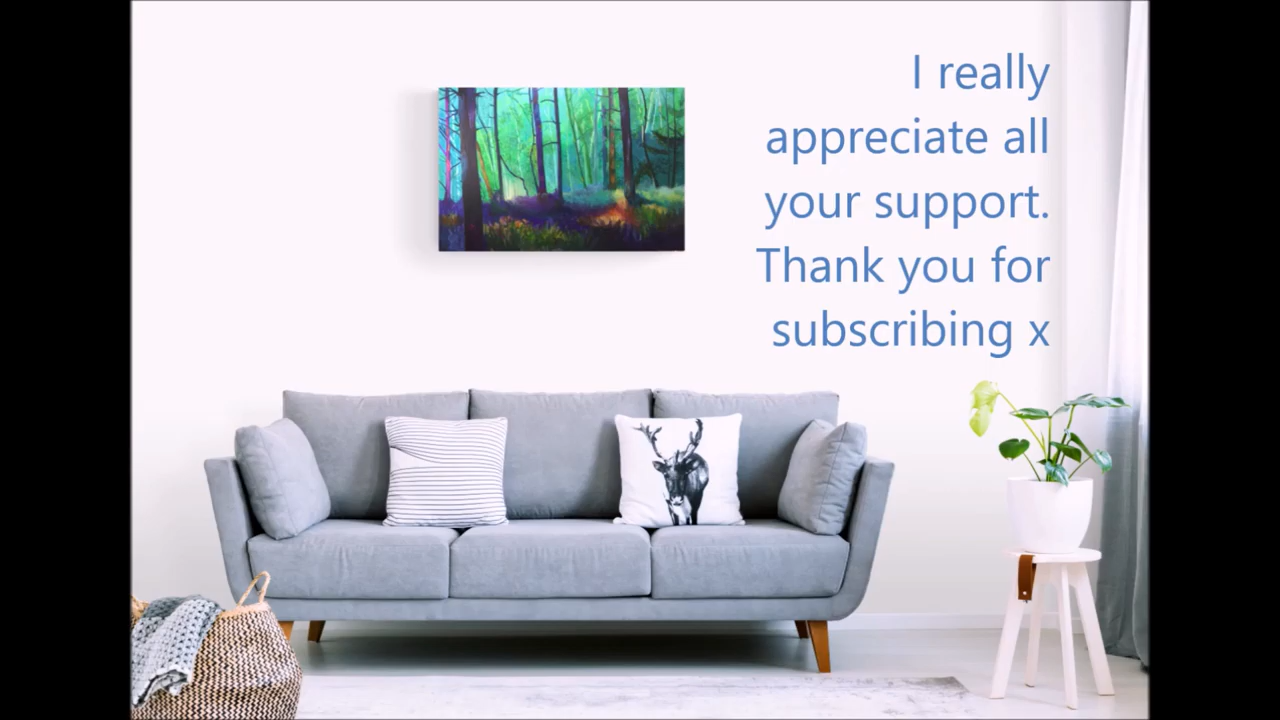 I really
appreciate all
your support.
Thank you for
subscribing x